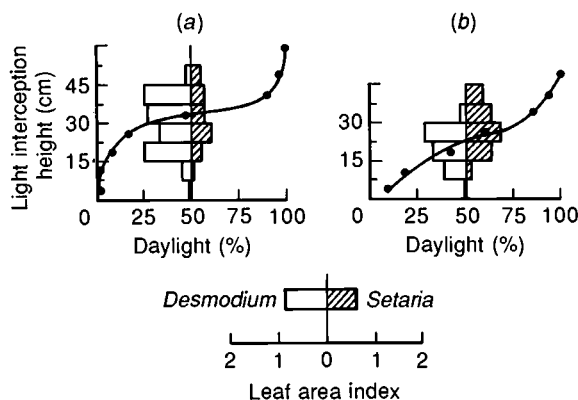 (a) (b)
Light interception
height (cm)
45
30
15
30
15
0 25 50 75 100
0 25 50 75 100
Daylight (%) Daylight (%)
Desmodium Setaria
2 1 0 1 2
Leaf area index